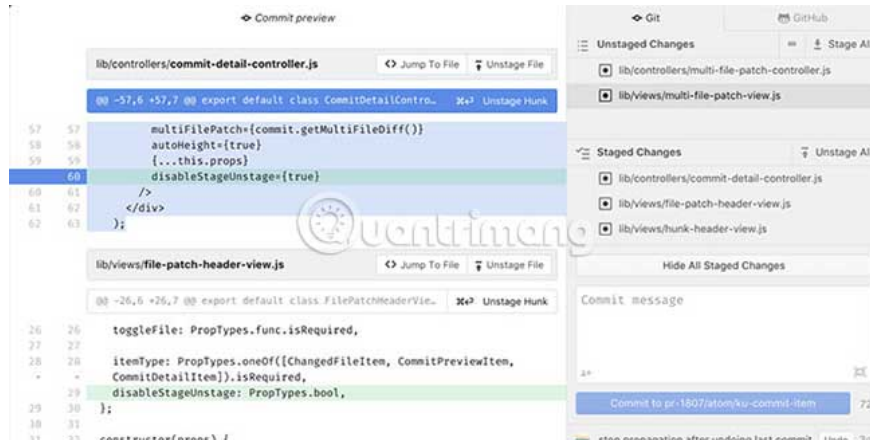 Commit preview
lib/controllers/commit-detail-controller.js <> Jump To File Unstage File
@@ -57,6 +57,7 @@ export default class CommitDetailContro… ⌘⏎ Unstage Hunk
57 57 multiFilePatch={commit.getMultiFileDiff()}
58 58 autoHeight={true}
59 59 {...this.props}
60 disableStageUnstage={true}
60 61 />
61 62 </div>
62 63 );
lib/views/file-patch-header-view.js <> Jump To File Unstage File
@@ -26,6 +26,7 @@ export default class FilePatchHeaderVie… ⌘⏎ Unstage Hunk
26 26 toggleFile: PropTypes.func.isRequired,
27 27
28 28 itemType: PropTypes.oneOf([ChangedFileItem, CommitPreviewItem,
CommitDetailItem]).isRequired,
29 disableStageUnstage: PropTypes.bool,
29 30 };
30 31
31 32 constructor(props) {
Git GitHub
Unstaged Changes Stage Al
lib/controllers/multi-file-patch-controller.js
lib/views/multi-file-patch-view.js
Staged Changes Unstage Al
lib/controllers/commit-detail-controller.js
lib/views/file-patch-header-view.js
lib/views/hunk-header-view.js
Hide All Staged Changes
Commit message
Commit to pr-1807/atom/ku-commit-item 72
stop propagation after undoing last commit Undo
Quantrimang